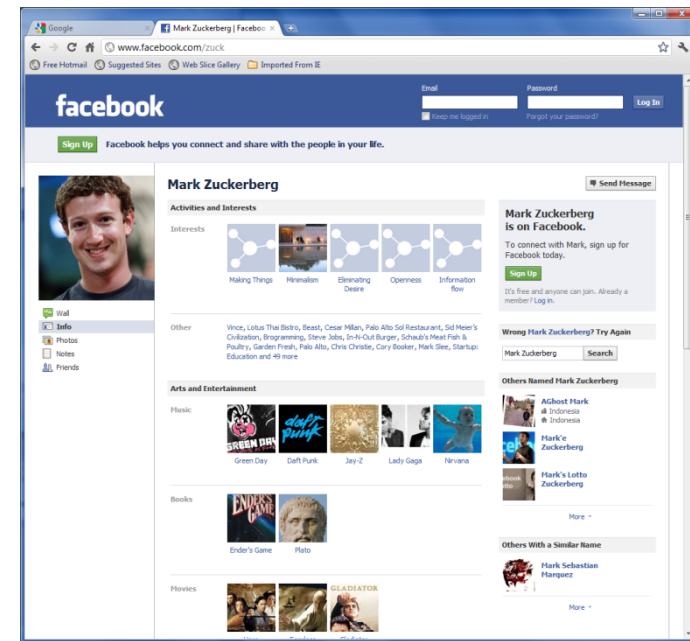 Google
Mark Zuckerberg | Faceboo
www.facebook.com/zuck
Free Hotmail Suggested Sites Web Slice Gallery Imported From IE
facebook
Email
Password
Log In
Keep me logged in
Forgot your password?
Sign Up Facebook helps you connect and share with the people in your life.
Wall
Info
Photos
Notes
Friends
Mark Zuckerberg
Send Message
Activities and Interests
Interests
Making Things
Minimalism
Eliminating
Desire
Openness
Information
flow
Other
Vince, Lotus Thai Bistro, Beast, Cesar Millan, Palo Alto Sol Restaurant, Sid Meier's
Civilization, Brogramming, Steve Jobs, In-N-Out Burger, Schaub's Meat Fish &
Poultry, Garden Fresh, Palo Alto, Chris Christie, Cory Booker, Mark Slee, Startup:
Education and 49 more
Arts and Entertainment
Music
GREEN DAY
daft
punk
Green Day
Daft Punk
Jay-Z
Lady Gaga
Nirvana
Books
ENDER'S
GAME
Ender's Game
Plato
Movies
GLADIATOR
Gladiator
Mark Zuckerberg
is on Facebook.
To connect with Mark, sign up for
Facebook today.
Sign Up
It's free and anyone can join. Already a
member? Log in.
Wrong Mark Zuckerberg? Try Again
Mark Zuckerberg
Search
Others Named Mark Zuckerberg
AGhost Mark
Indonesia
Indonesia
Mark'e
Zuckerberg
Mark's Lotto
Zuckerberg
More
Others With a Similar Name
Mark Sebastian
Marquez
More